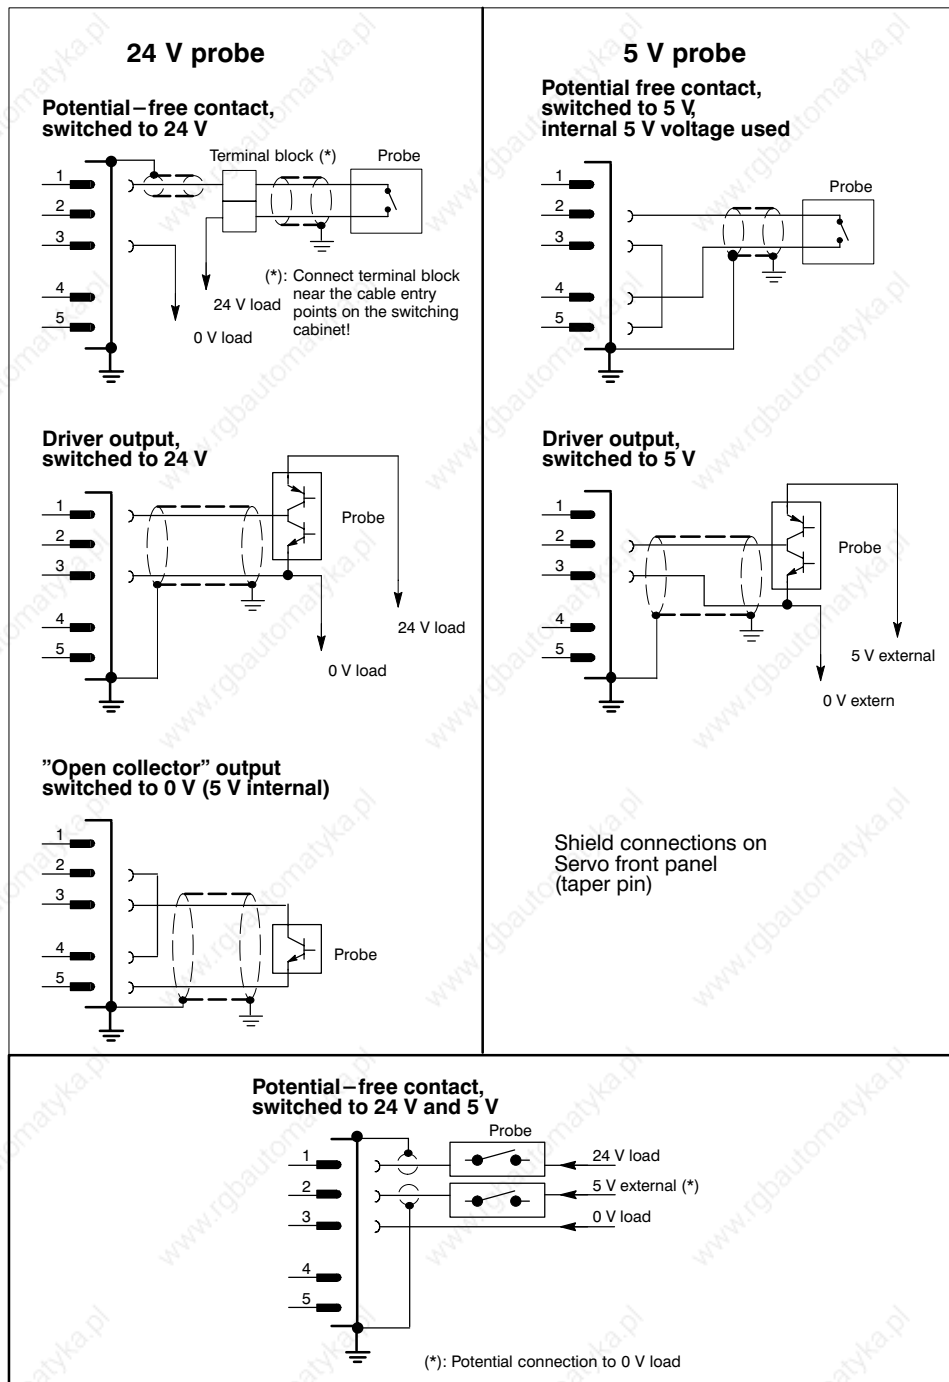 24 V probe
Potential–free contact,
switched to 24 V
Terminal block (*)
Probe
1
2
3
4
5
24 V load
0 V load
(*): Connect terminal block
near the cable entry
points on the switching
cabinet!
Driver output,
switched to 24 V
1
2
3
4
5
Probe
24 V load
0 V load
”Open collector” output
switched to 0 V (5 V internal)
1
2
3
4
5
Probe
5 V probe
Potential free contact,
switched to 5 V,
internal 5 V voltage used
1
2
3
4
5
Probe
Driver output,
switched to 5 V
1
2
3
4
5
Probe
5 V external
0 V extern
Shield connections on
Servo front panel
(taper pin)
Potential–free contact,
switched to 24 V and 5 V
Probe
1
2
3
4
5
24 V load
5 V external (*)
0 V load
(*): Potential connection to 0 V load
www.rgbautomatyka.pl